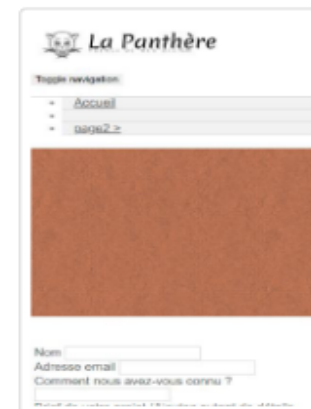 La Panthère
Toggle navigation
Accueil
page2 >
Nom
Adresse email
Comment nous avez-vous connu ?